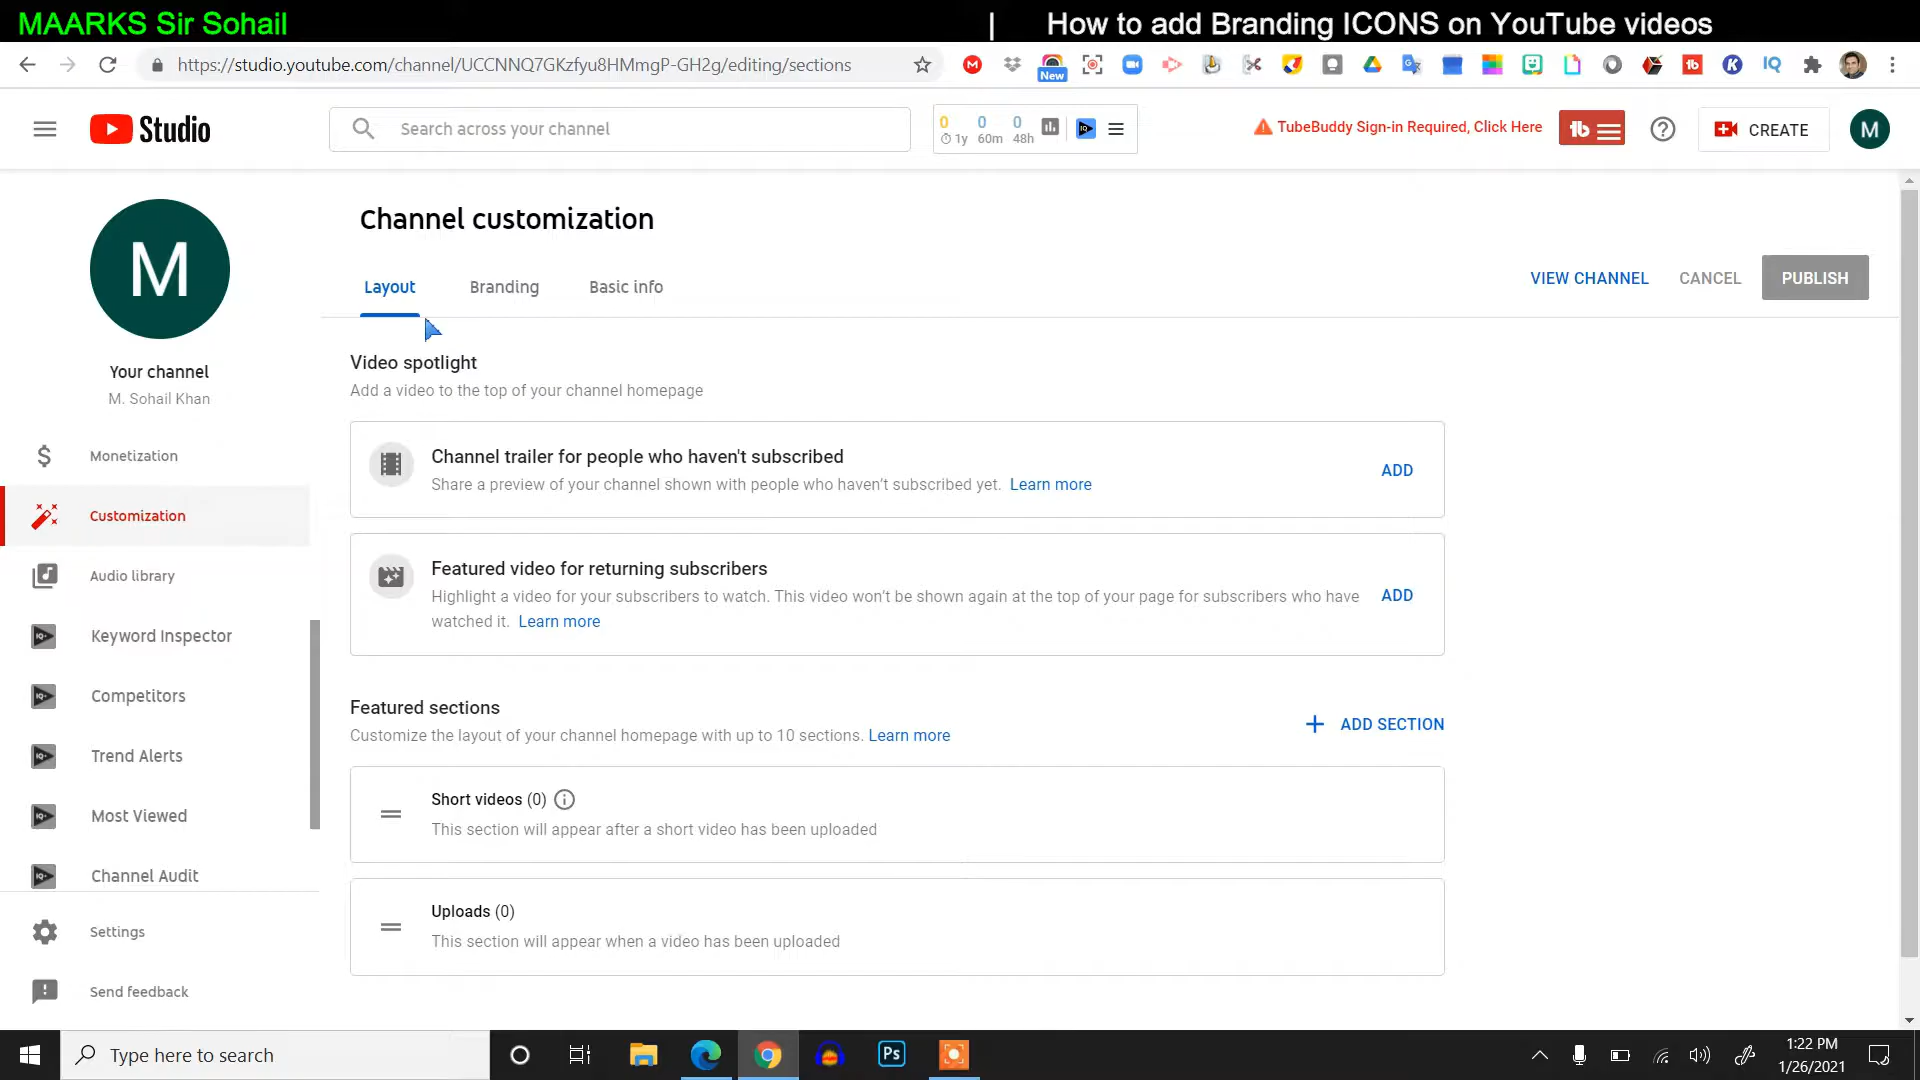 MAARKS Sir Sohail | How to add Branding ICONS on YouTube videos
https://studio.youtube.com/channel/UCCNNQ7GKzfyu8HMmgP-GH2g/editing/sections
New
Studio
Search across your channel
0 0 0
1y 60m 48h
TubeBuddy Sign-in Required, Click Here
CREATE
M
M
Your channel
M. Sohail Khan
Monetization
Customization
Audio library
Keyword Inspector
Competitors
Trend Alerts
Most Viewed
Channel Audit
Settings
Send feedback
Channel customization
Layout Branding Basic info
VIEW CHANNEL CANCEL PUBLISH
Video spotlight
Add a video to the top of your channel homepage
Channel trailer for people who haven't subscribed
Share a preview of your channel shown with people who haven't subscribed yet. Learn more
ADD
Featured video for returning subscribers
Highlight a video for your subscribers to watch. This video won't be shown again at the top of your page for subscribers who have
watched it. Learn more
ADD
Featured sections
Customize the layout of your channel homepage with up to 10 sections. Learn more
ADD SECTION
Short videos (0)
This section will appear after a short video has been uploaded
Uploads (0)
This section will appear when a video has been uploaded
Type here to search
Ps
1:22 PM
1/26/2021